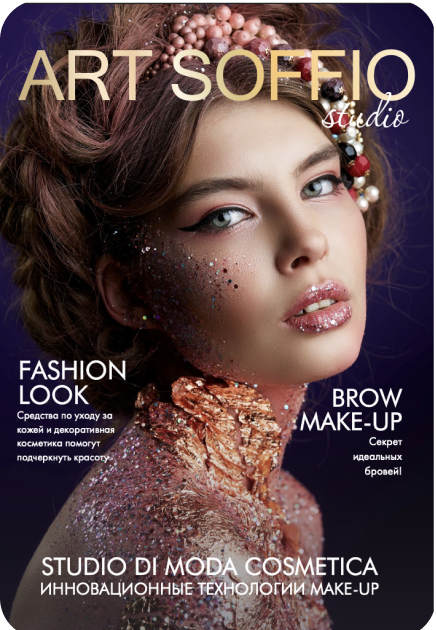 ART SOFFIO
studio
FASHION
LOOK
Средства по уходу за
кожей и декоративная
косметика помогут
подчеркнуть красоту.
BROW
MAKE-UP
Секрет
идеальных
бровей!
STUDIO DI MODA COSMETICA
ИННОВАЦИОННЫЕ ТЕХНОЛОГИИ MAKE-UP